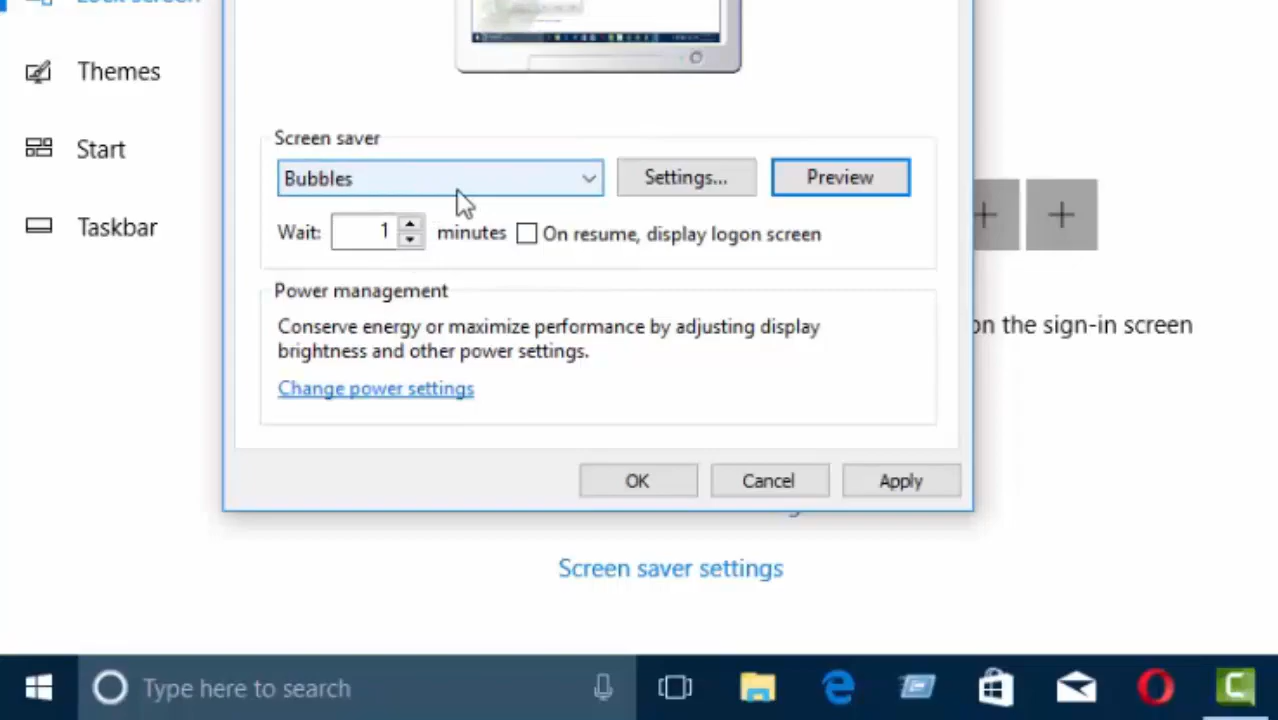 Lock screen
Themes
Start
Taskbar
Screen saver
Bubbles
Settings...
Preview
Wait:
1
minutes
On resume, display logon screen
Power management
Conserve energy or maximize performance by adjusting display
brightness and other power settings.
Change power settings
on the sign-in screen
OK
Cancel
Apply
Screen saver settings
Type here to search